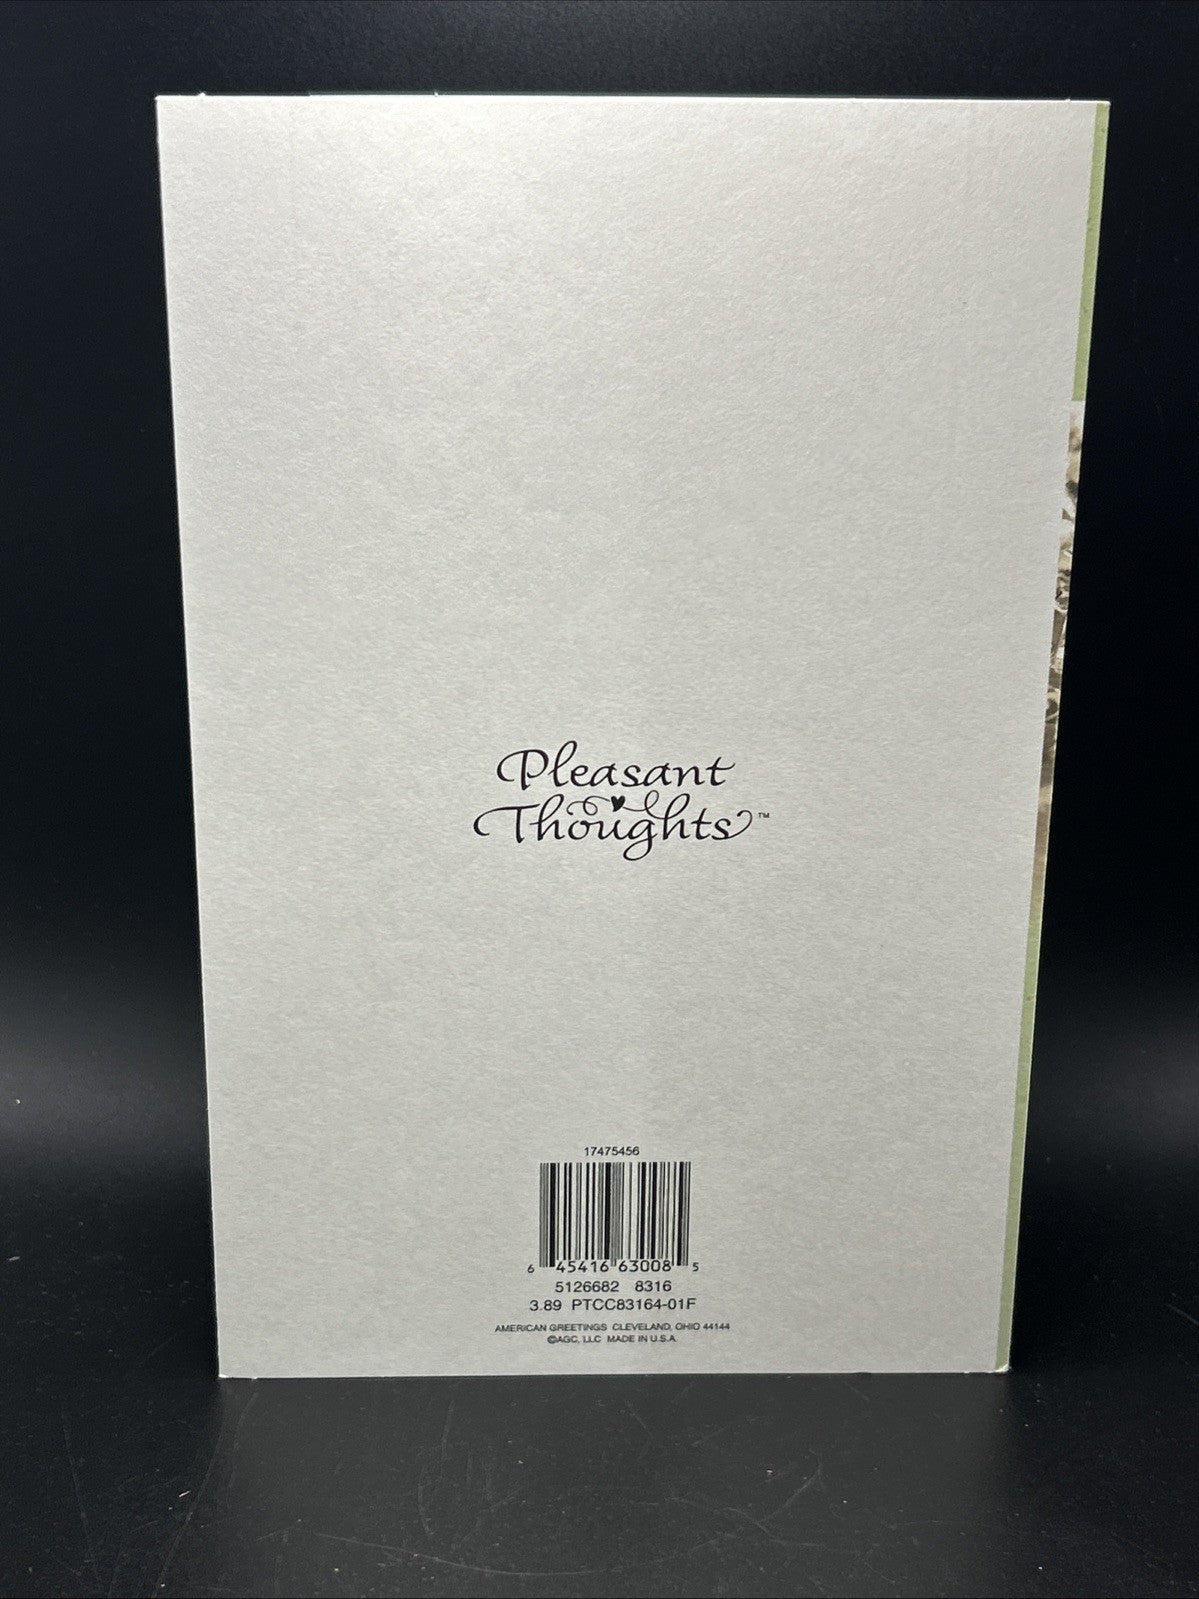 Pleasant
Thoughts™
17475456
6 45416 63008 5
5126682 8316
3.89 PTCC83164-01F
AMERICAN GREETINGS CLEVELAND, OHIO 44144
©AGC, LLC MADE IN U.S.A.